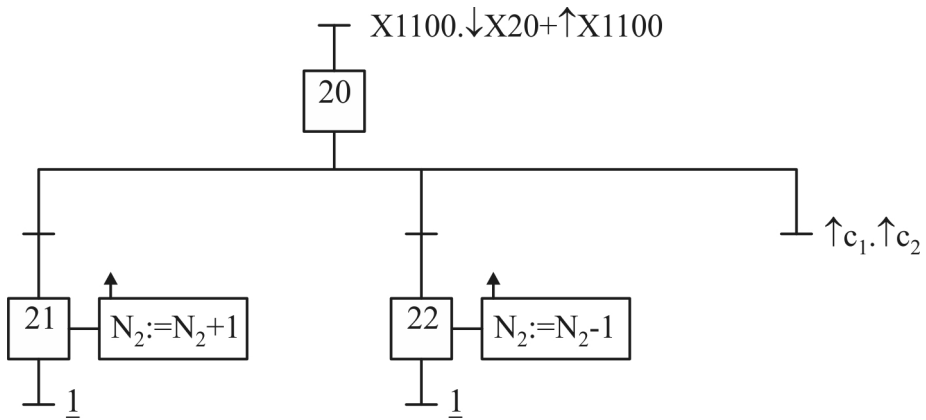 X1100.↓X20+↑X1100
20
↑c₁.↑c₂
21
N₂:=N₂+1
22
N₂:=N₂-1
1
1